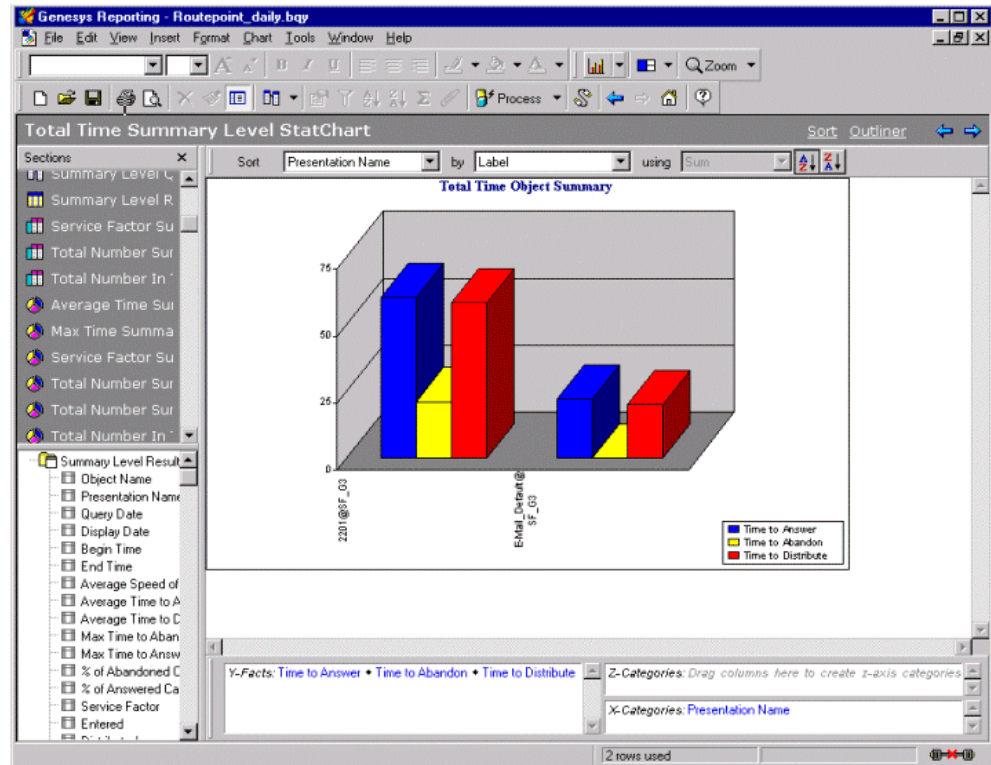 Genesys Reporting - Routepoint_daily.bqy
File Edit View Insert Format Chart Tools Window Help
A A B I U A Zoom
Process
Total Time Summary Level StatChart Sort Outliner
Sections × Sort Presentation Name by Label using Sum
Summary Level Q
Summary Level R
Service Factor Su
Total Number Sur
Total Number In
Average Time Sur
Max Time Summa
Service Factor Su
Total Number Sur
Total Number Sur
Total Number In
Summary Level Result
Object Name
Presentation Name
Query Date
Display Date
Begin Time
End Time
Average Speed of
Average Time to A
Average Time to D
Max Time to Aban
Max Time to Answ
% of Abandoned C
% of Answered Ca
Service Factor
Entered
Total Time Object Summary
75
50
25
0
2201@SF_G3
E-Mail_Default@
SF_G3
Time to Answer
Time to Abandon
Time to Distribute
Y-Facts: Time to Answer • Time to Abandon • Time to Distribute
Z-Categories: Drag columns here to create z-axis categories
X-Categories: Presentation Name
2 rows used